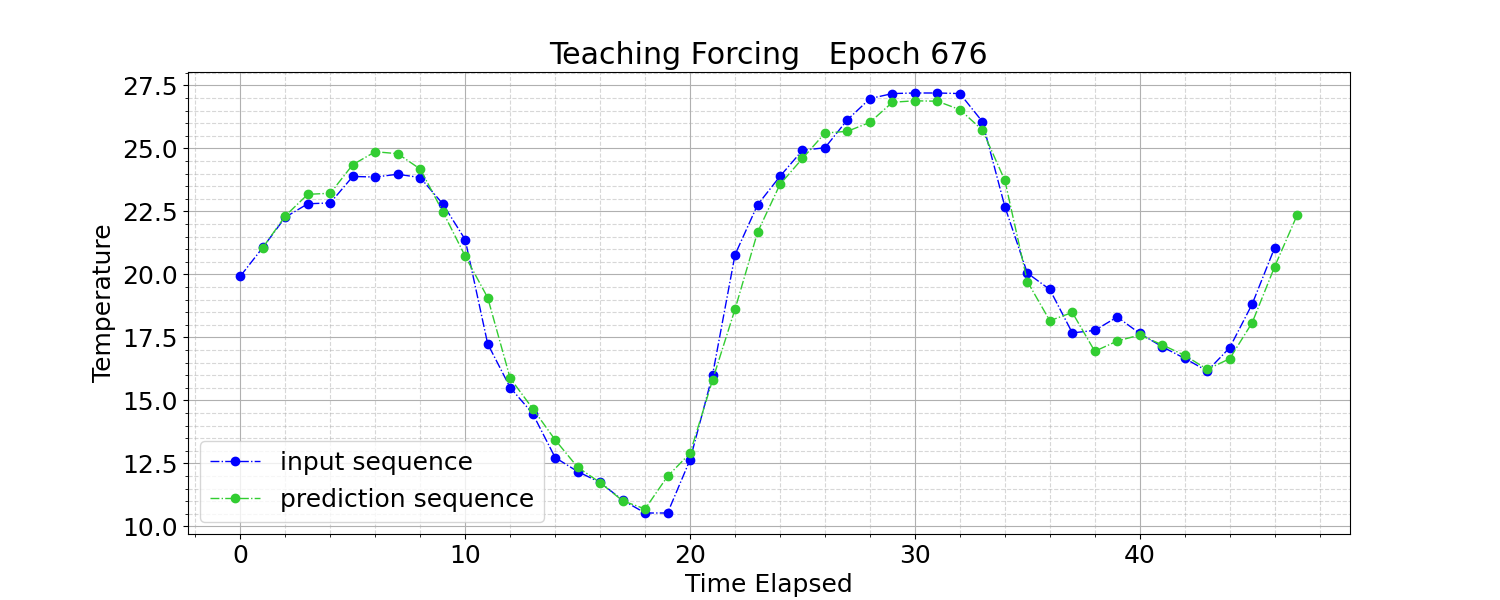 Teaching Forcing   Epoch 676
27.5
25.0
22.5
20.0
17.5
15.0
12.5
10.0
Temperature
input sequence
prediction sequence
0 10 20 30 40
Time Elapsed